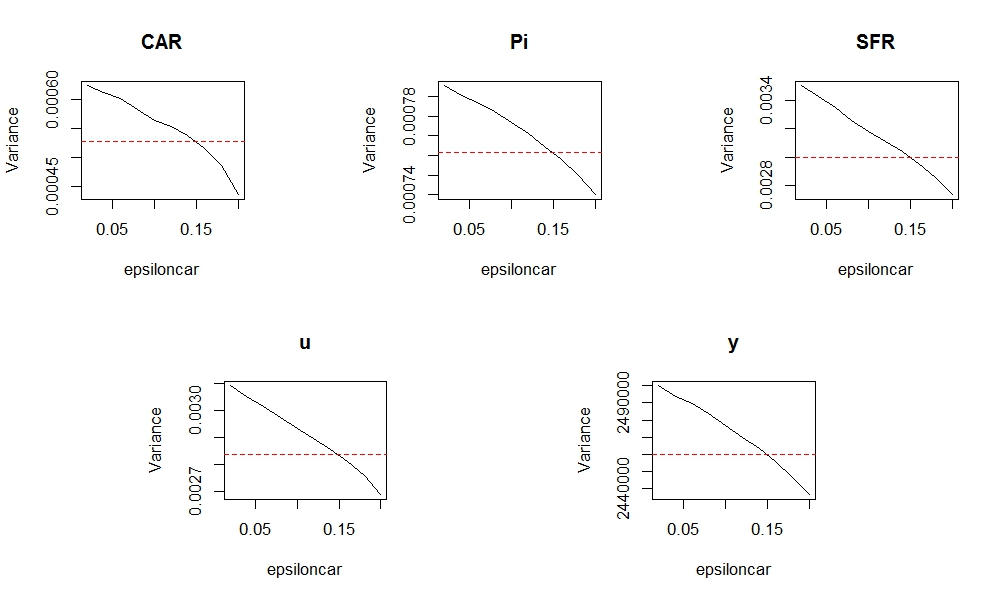 CAR
Variance
0.00060
0.00045
0.05 0.15
epsiloncar
Pi
Variance
0.00078
0.00074
0.05 0.15
epsiloncar
SFR
Variance
0.0034
0.0028
0.05 0.15
epsiloncar
u
Variance
0.0030
0.0027
0.05 0.15
epsiloncar
y
Variance
2490000
2440000
0.05 0.15
epsiloncar